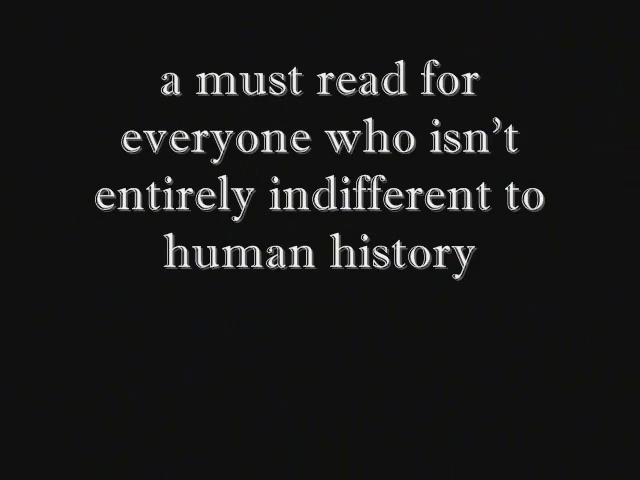 a must read for
everyone who isn’t
entirely indifferent to
human history